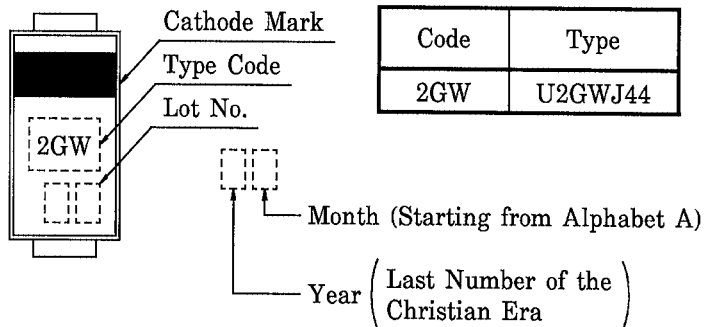 Cathode Mark
Type Code
Lot No.
2GW
Code Type
2GW U2GWJ44
Month (Starting from Alphabet A)
Year (Last Number of the
Christian Era)